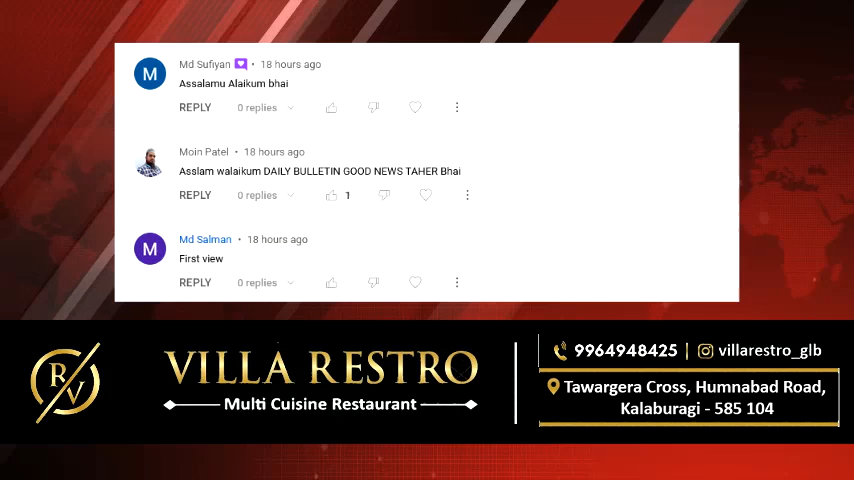 M
Md Sufiyan • 18 hours ago
Assalamu Alaikum bhai
REPLY 0 replies
Moin Patel • 18 hours ago
Asslam walaikum DAILY BULLETIN GOOD NEWS TAHER Bhai
REPLY 0 replies 1
M
Md Salman • 18 hours ago
First view
REPLY 0 replies
RV
VILLA RESTRO
Multi Cuisine Restaurant
9964948425 | villarestro_glb
Tawargera Cross, Humnabad Road,
Kalaburagi - 585 104